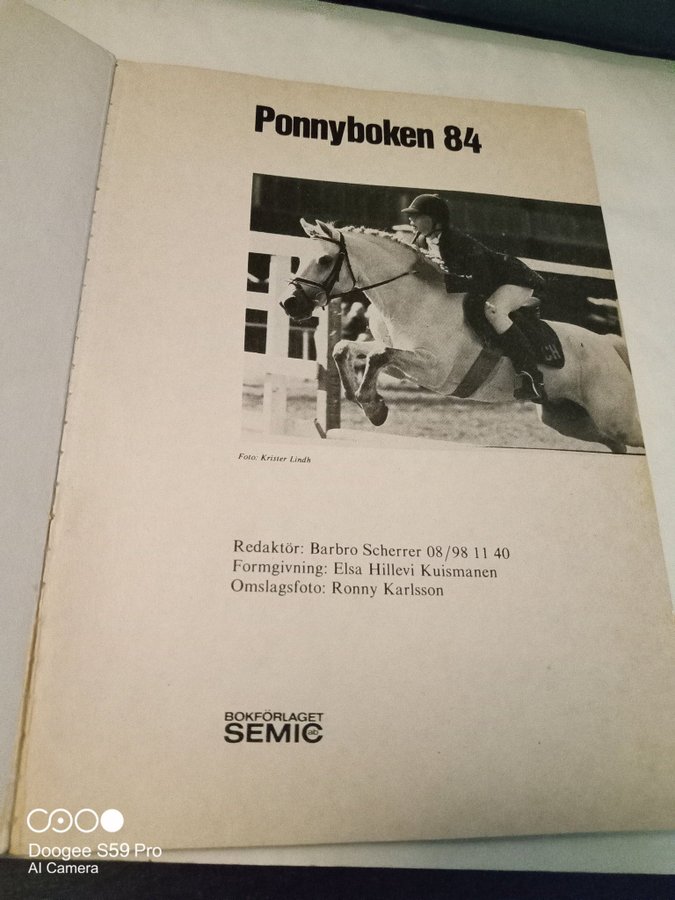 Ponnyboken 84
Foto: Krister Lindh
Redaktör: Barbro Scherrer 08/98 11 40
Formgivning: Elsa Hillevi Kuismanen
Omslagsfoto: Ronny Karlsson
BOKFÖRLAGET
SEMIC ab
Doogee S59 Pro
AI Camera